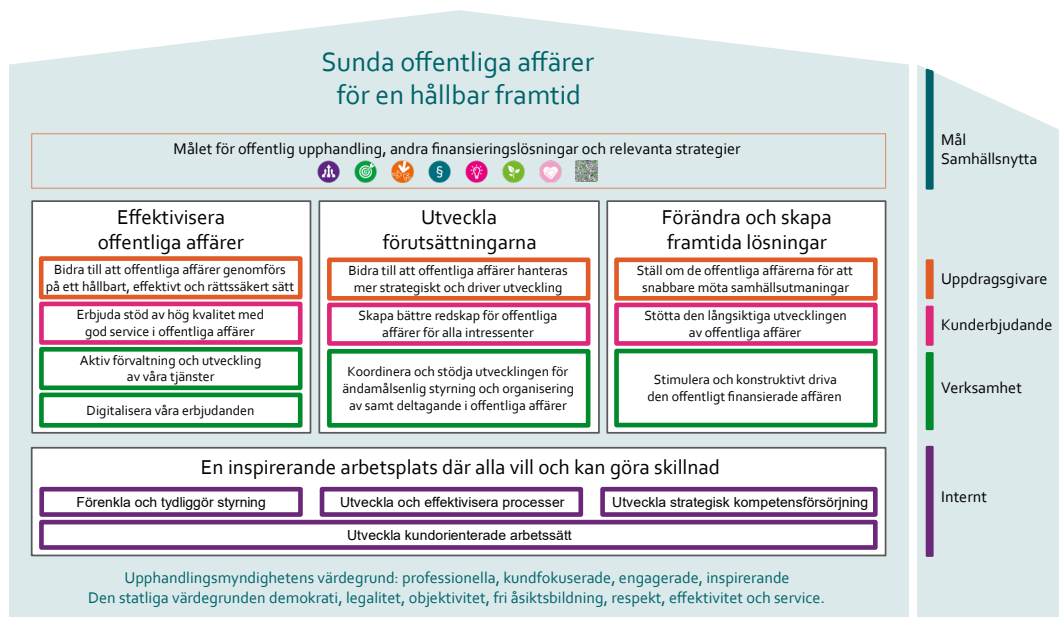 Sunda offentliga affärer
för en hållbar framtid
Målet för offentlig upphandling, andra finansieringslösningar och relevanta strategier
§
Effektivisera
offentliga affärer
Bidra till att offentliga affärer genomförs
på ett hållbart, effektivt och rättssäkert sätt
Erbjuda stöd av hög kvalitet med
god service i offentliga affärer
Aktiv förvaltning och utveckling
av våra tjänster
Digitalisera våra erbjudanden
Utveckla
förutsättningarna
Bidra till att offentliga affärer hanteras
mer strategiskt och driver utveckling
Skapa bättre redskap för offentliga
affärer för alla intressenter
Koordinera och stödja utvecklingen för
ändamålsenlig styrning och organisering
av samt deltagande i offentliga affärer
Förändra och skapa
framtida lösningar
Ställ om de offentliga affärerna för att
snabbare möta samhällsutmaningar
Stötta den långsiktiga utvecklingen
av offentliga affärer
Stimulera och konstruktivt driva
den offentligt finansierade affären
En inspirerande arbetsplats där alla vill och kan göra skillnad
Förenkla och tydliggör styrning
Utveckla och effektivisera processer
Utveckla strategisk kompetensförsörjning
Utveckla kundorienterade arbetssätt
Upphandlingsmyndighetens värdegrund: professionella, kundfokuserade, engagerade, inspirerande
Den statliga värdegrunden demokrati, legalitet, objektivitet, fri åsiktsbildning, respekt, effektivitet och service.
Mål
Samhällsnytta
Uppdragsgivare
Kunderbjudande
Verksamhet
Internt